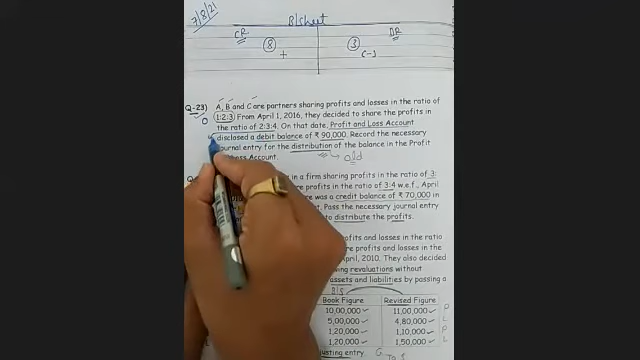 7/8/21
B/Sheet
CR
DR
8
3
+
(-)
Q-23) A, B and C are partners sharing profits and losses in the ratio of
1:2:3 From April 1, 2016, they decided to share the profits in
the ratio of 2:3:4. On that date, Profit and Loss Account
disclosed a debit balance of ₹ 90,000. Record the necessary
journal entry for the distribution of the balance in the Profit
Loss Account.
old
in a firm sharing profits in the ratio of 3:
profits in the ratio of 3:4 w.e.f., April
was a credit balance of ₹ 70,000 in
Pass the necessary journal entry
to distribute the profits.
profits and losses in the ratio
profits and losses in the
April, 2010. They also decided
revaluations without
assets and liabilities by passing a
B/S
Book Figure Revised Figure
10,00,000 11,00,000 P
5,00,000 4,80,000 L
1,20,000 1,10,000 P
1,20,000 1,50,000 L
adjusting entry.